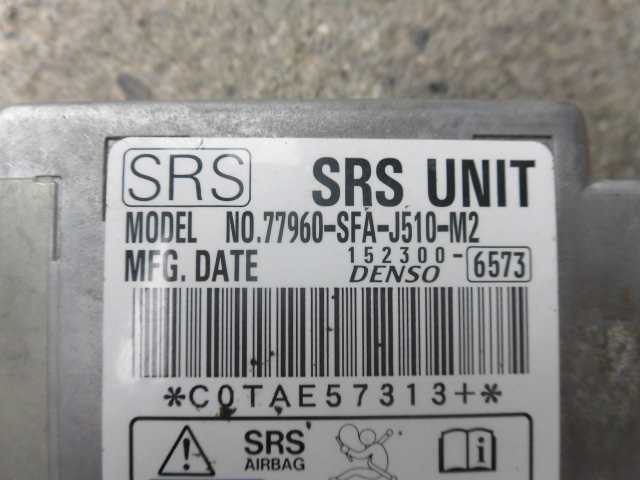 SRS SRS UNIT
MODEL NO.77960-SFA-J510-M2
MFG. DATE 152300-6573
DENSO
*C0TAE57313+*
SRS
AIRBAG